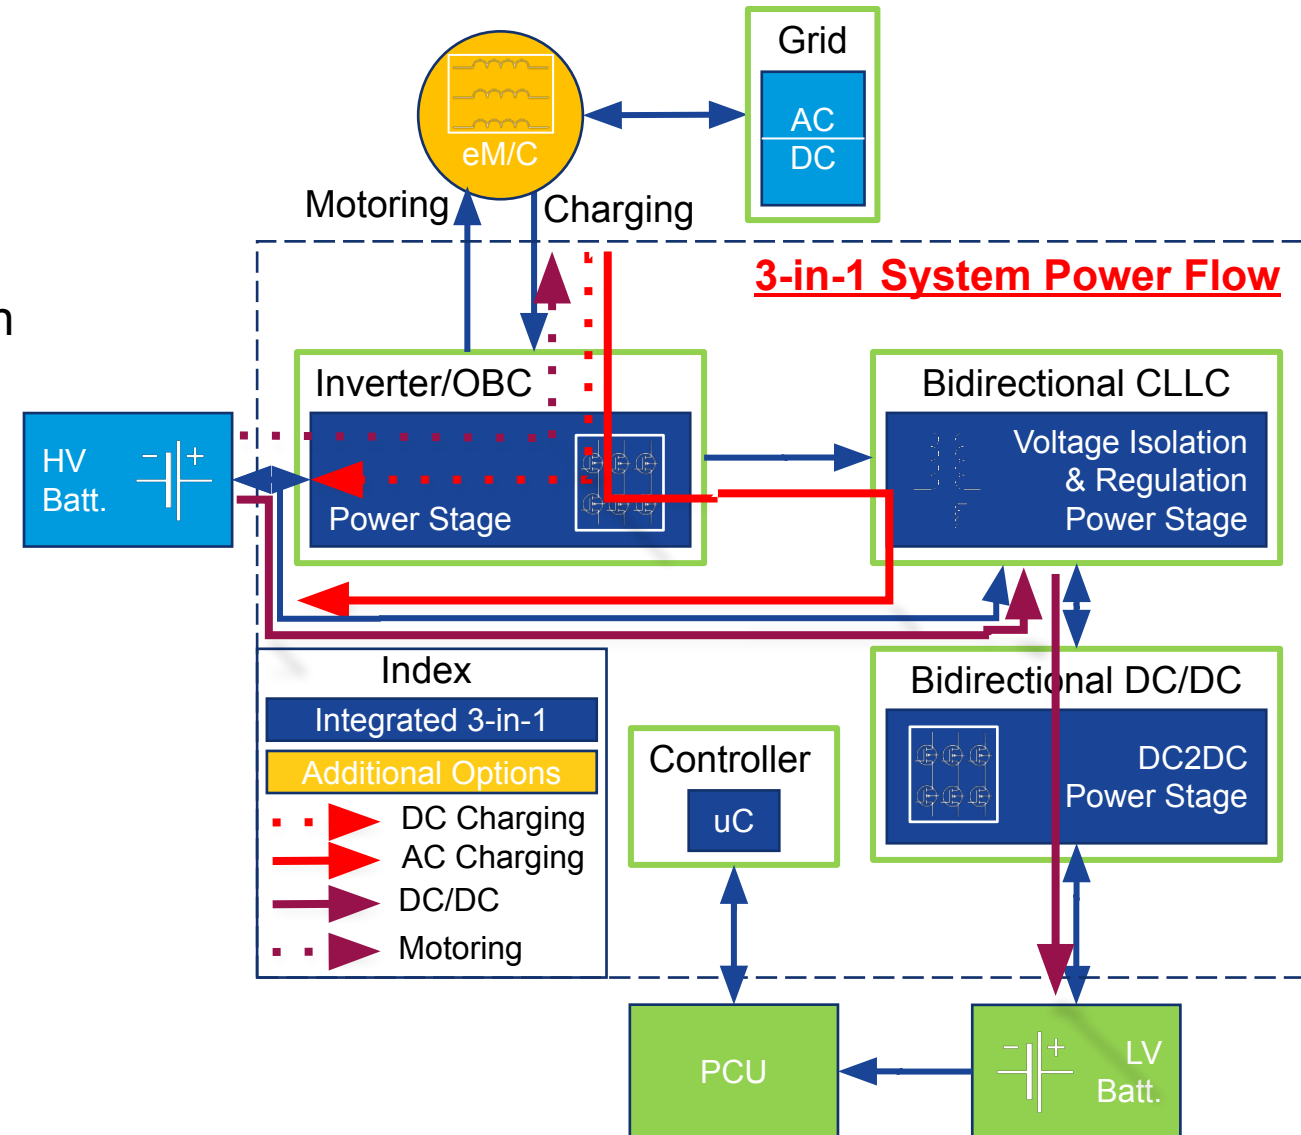 Grid
AC
DC
eM/C
Motoring
Charging
3-in-1 System Power Flow
n
Inverter/OBC
Power Stage
Bidirectional CLLC
Voltage Isolation
& Regulation
Power Stage
HV
Batt.
- +
Index
Integrated 3-in-1
Additional Options
DC Charging
AC Charging
DC/DC
Motoring
Bidirectional DC/DC
DC2DC
Power Stage
Controller
uC
PCU
- +
LV
Batt.